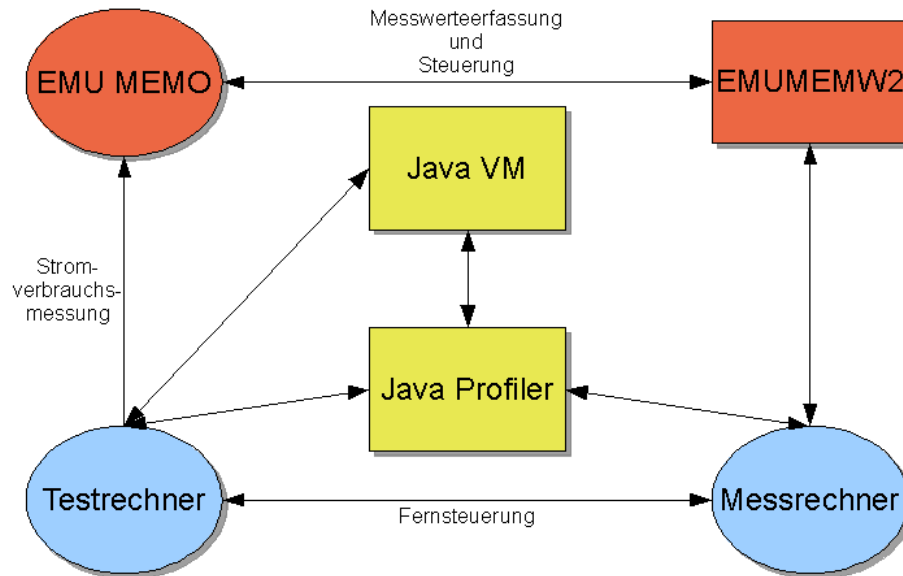 Messwerteerfassung
und
Steuerung
EMU MEMO
EMUMEMW2
Java VM
Strom-
verbrauchs-
messung
Java Profiler
Testrechner
Messrechner
Fernsteuerung